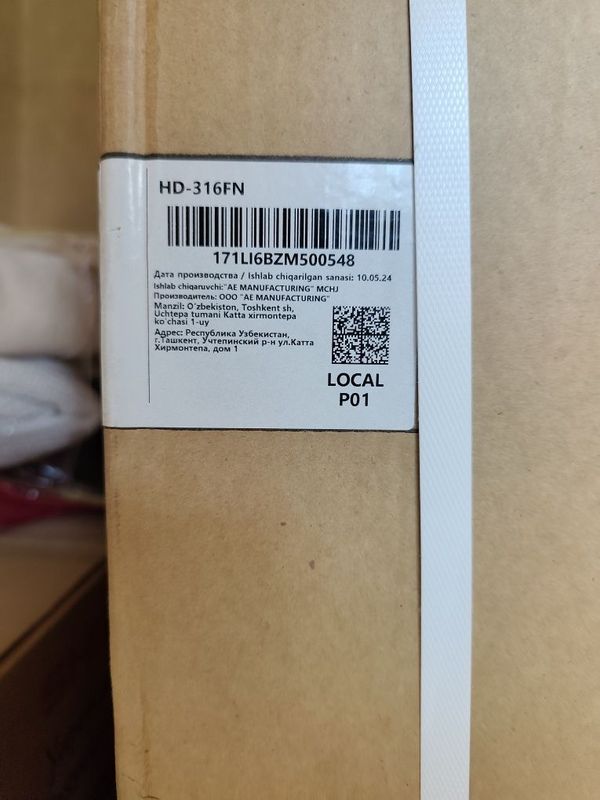 HD-316FN
171LI6BZM500548
Дата производства / Ishlab chiqarilgan sanasi: 10.05.24
Ishlab chiqaruvchi:"AE MANUFACTURING" MCHJ
Производитель: ООО "AE MANUFACTURING"
Manzil: O'zbekiston, Toshkent sh,
Uchtepa tumani Katta xirmontepa
ko'chasi 1-uy
Адрес: Республика Узбекистан,
г.Ташкент, Учтепинский р-н ул.Катта
Хирмонтепа, дом 1
LOCAL
P01